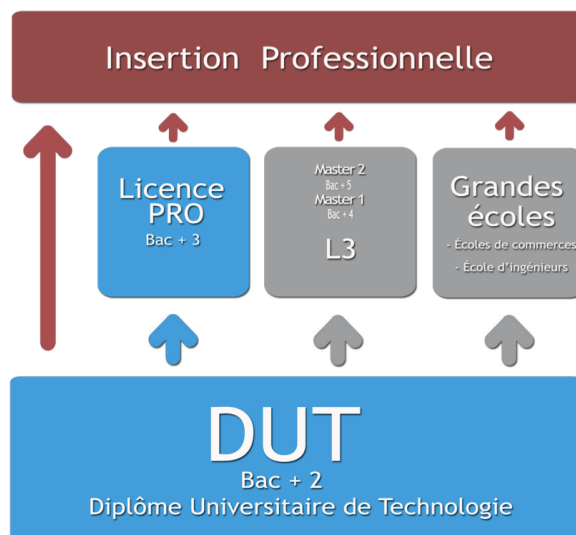 Insertion Professionnelle
Licence
PRO
Bac + 3
Master 2
Bac + 5
Master 1
Bac + 4
L3
Grandes
écoles
- Écoles de commerces
- École d'ingénieurs
DUT
Bac + 2
Diplôme Universitaire de Technologie